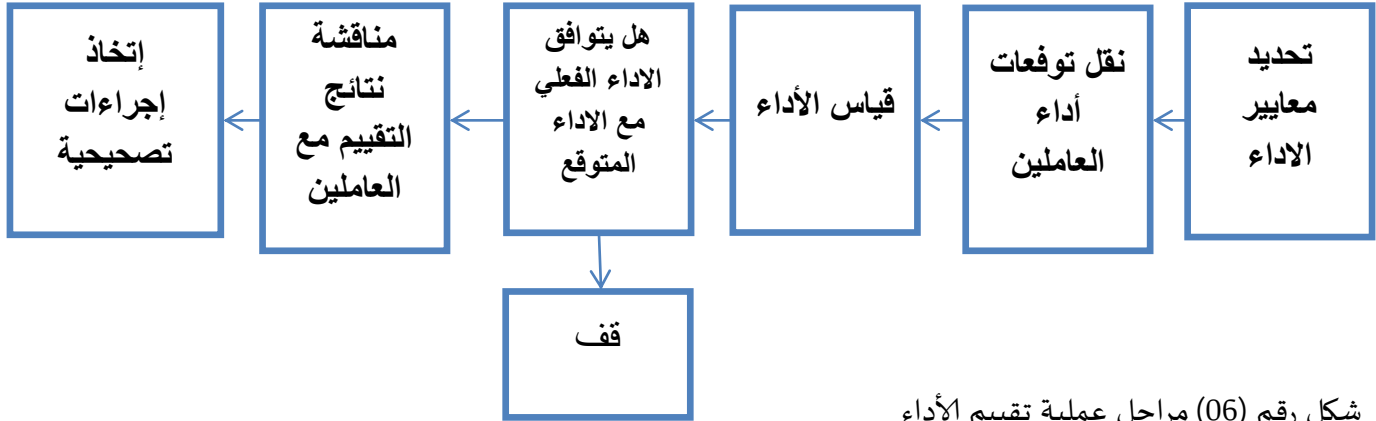 تحديد
معايير
الاداء
نقل توفعات
أداء
العاملين
قياس الأداء
هل يتوافق
الاداء الفعلي
مع الاداء
المتوقع
مناقشة
نتائج
التقييم مع
العاملين
إتخاذ
إجراءات
تصحيحية
قف
شكل رقم (06) مراحل عملية تقييم الأداء